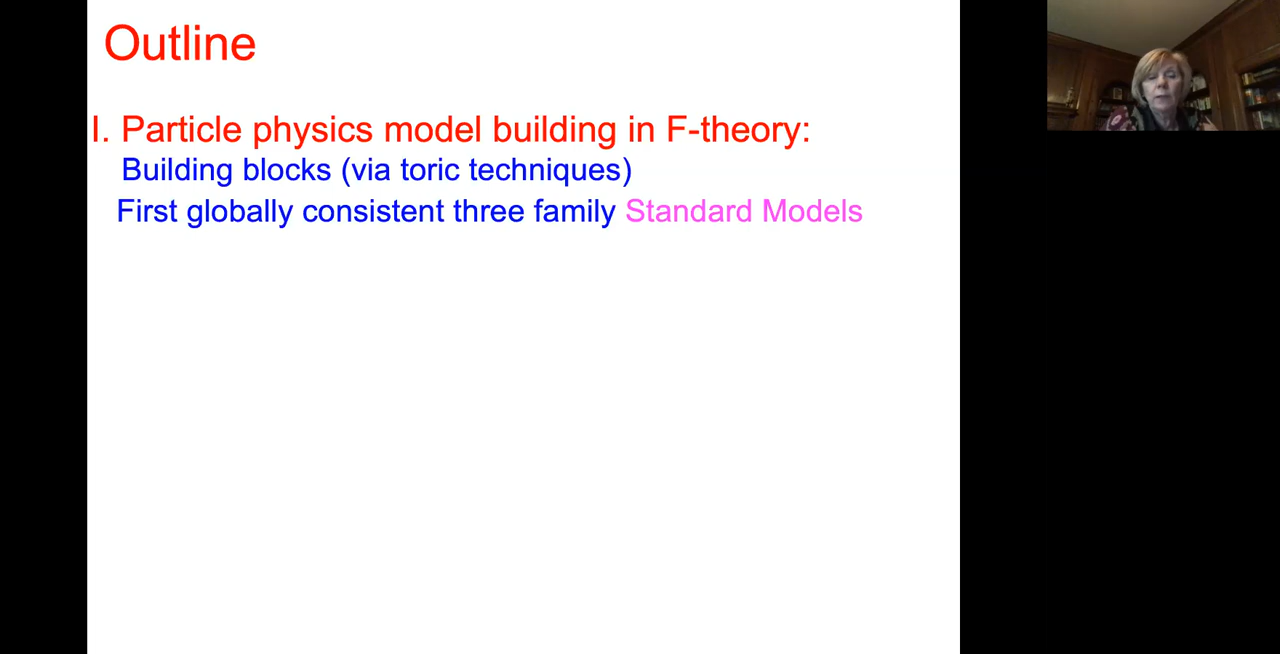 Outline
I. Particle physics model building in F-theory:
Building blocks (via toric techniques)
First globally consistent three family Standard Models